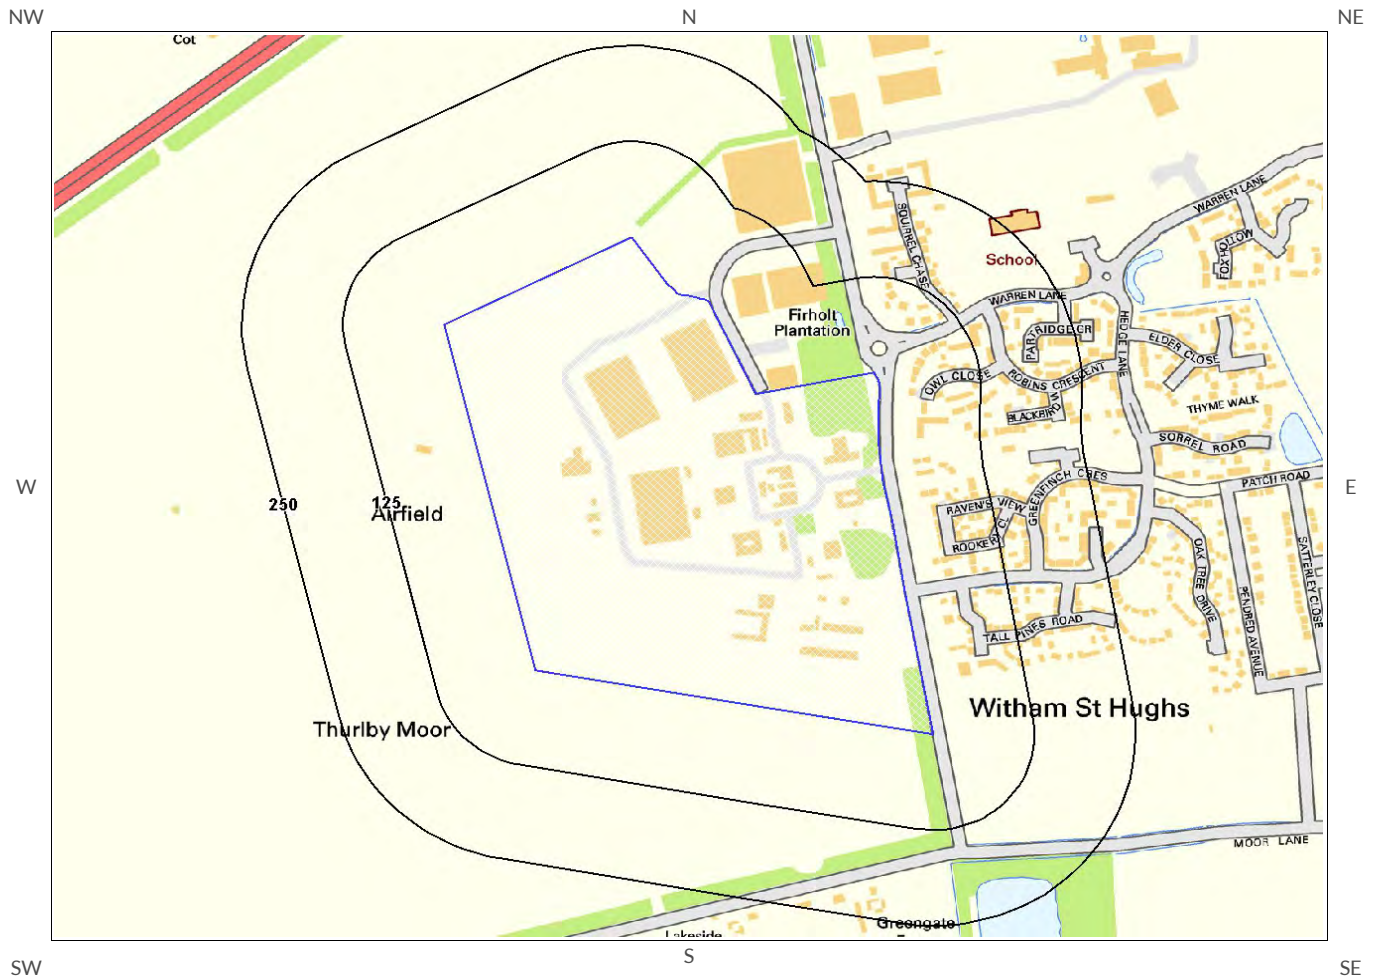 NW
N
NE
Cot
SQUIRREL CHASE
School
WARREN LANE
FOX HOLLOW
WARREN LANE
Firholt
Plantation
PARTRIDGE GR
HEDGE LANE
ELDER CLOSE
OWL CLOSE
ROBINS CRESCENT
BLACKBIRD
THYME WALK
SORREL ROAD
W
E
GREENFINCH CRES
PATCH ROAD
250
125
Airfield
RAVEN'S VIEW
ROOKERY CL
OAK TREE DRIVE
PENDRED AVENUE
SATTERLEY CLOSE
TALL PINES ROAD
Witham St Hughs
Thurlby Moor
MOOR LANE
Greengate
Lakeside
SW
S
SE